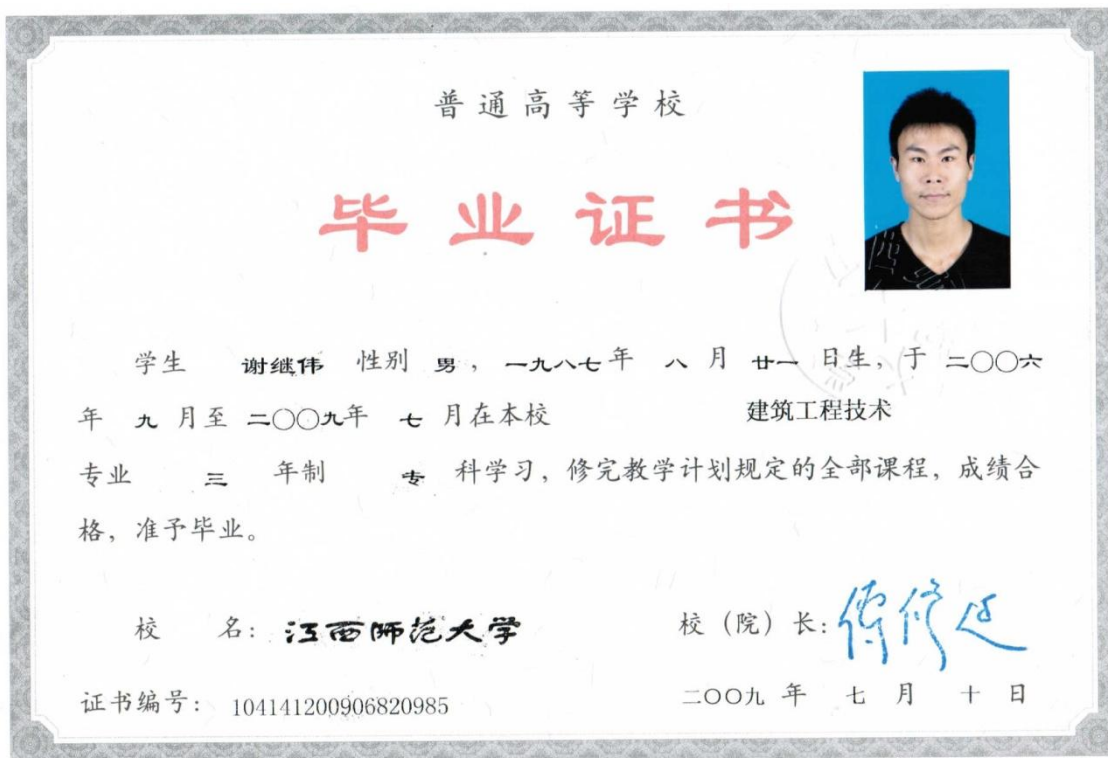 普通高等学校
毕业证书
学生 谢继伟 性别 男，一九八七年 八 月 廿一 日生，于 二〇〇六
年 九 月至 二〇〇九年 七 月在本校 建筑工程技术
专业 三 年制 专 科学习，修完教学计划规定的全部课程，成绩合
格，准予毕业。
校 名：江西师范大学 校（院）长：傅修延
证书编号：104141200906820985 二〇〇九 年 七 月 十 日